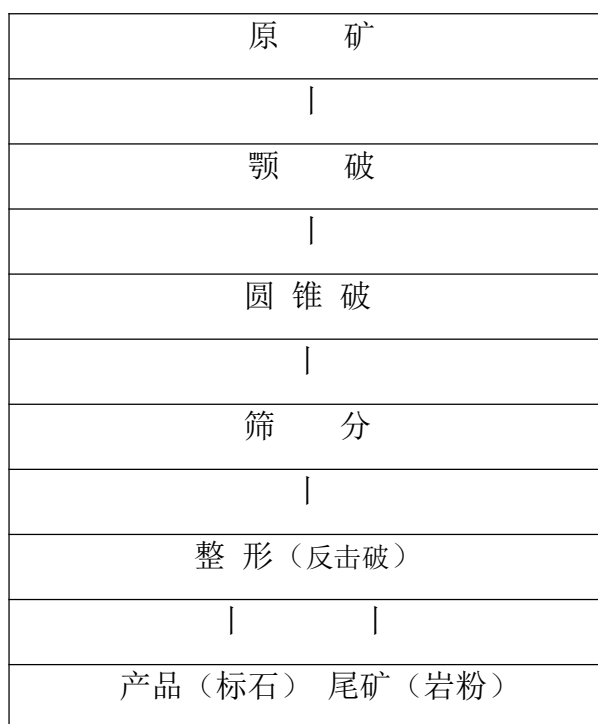 原 矿
|
颚 破
|
圆 锥 破
|
筛 分
|
整 形（反击破）
| |
产品（标石） 尾矿（岩粉）